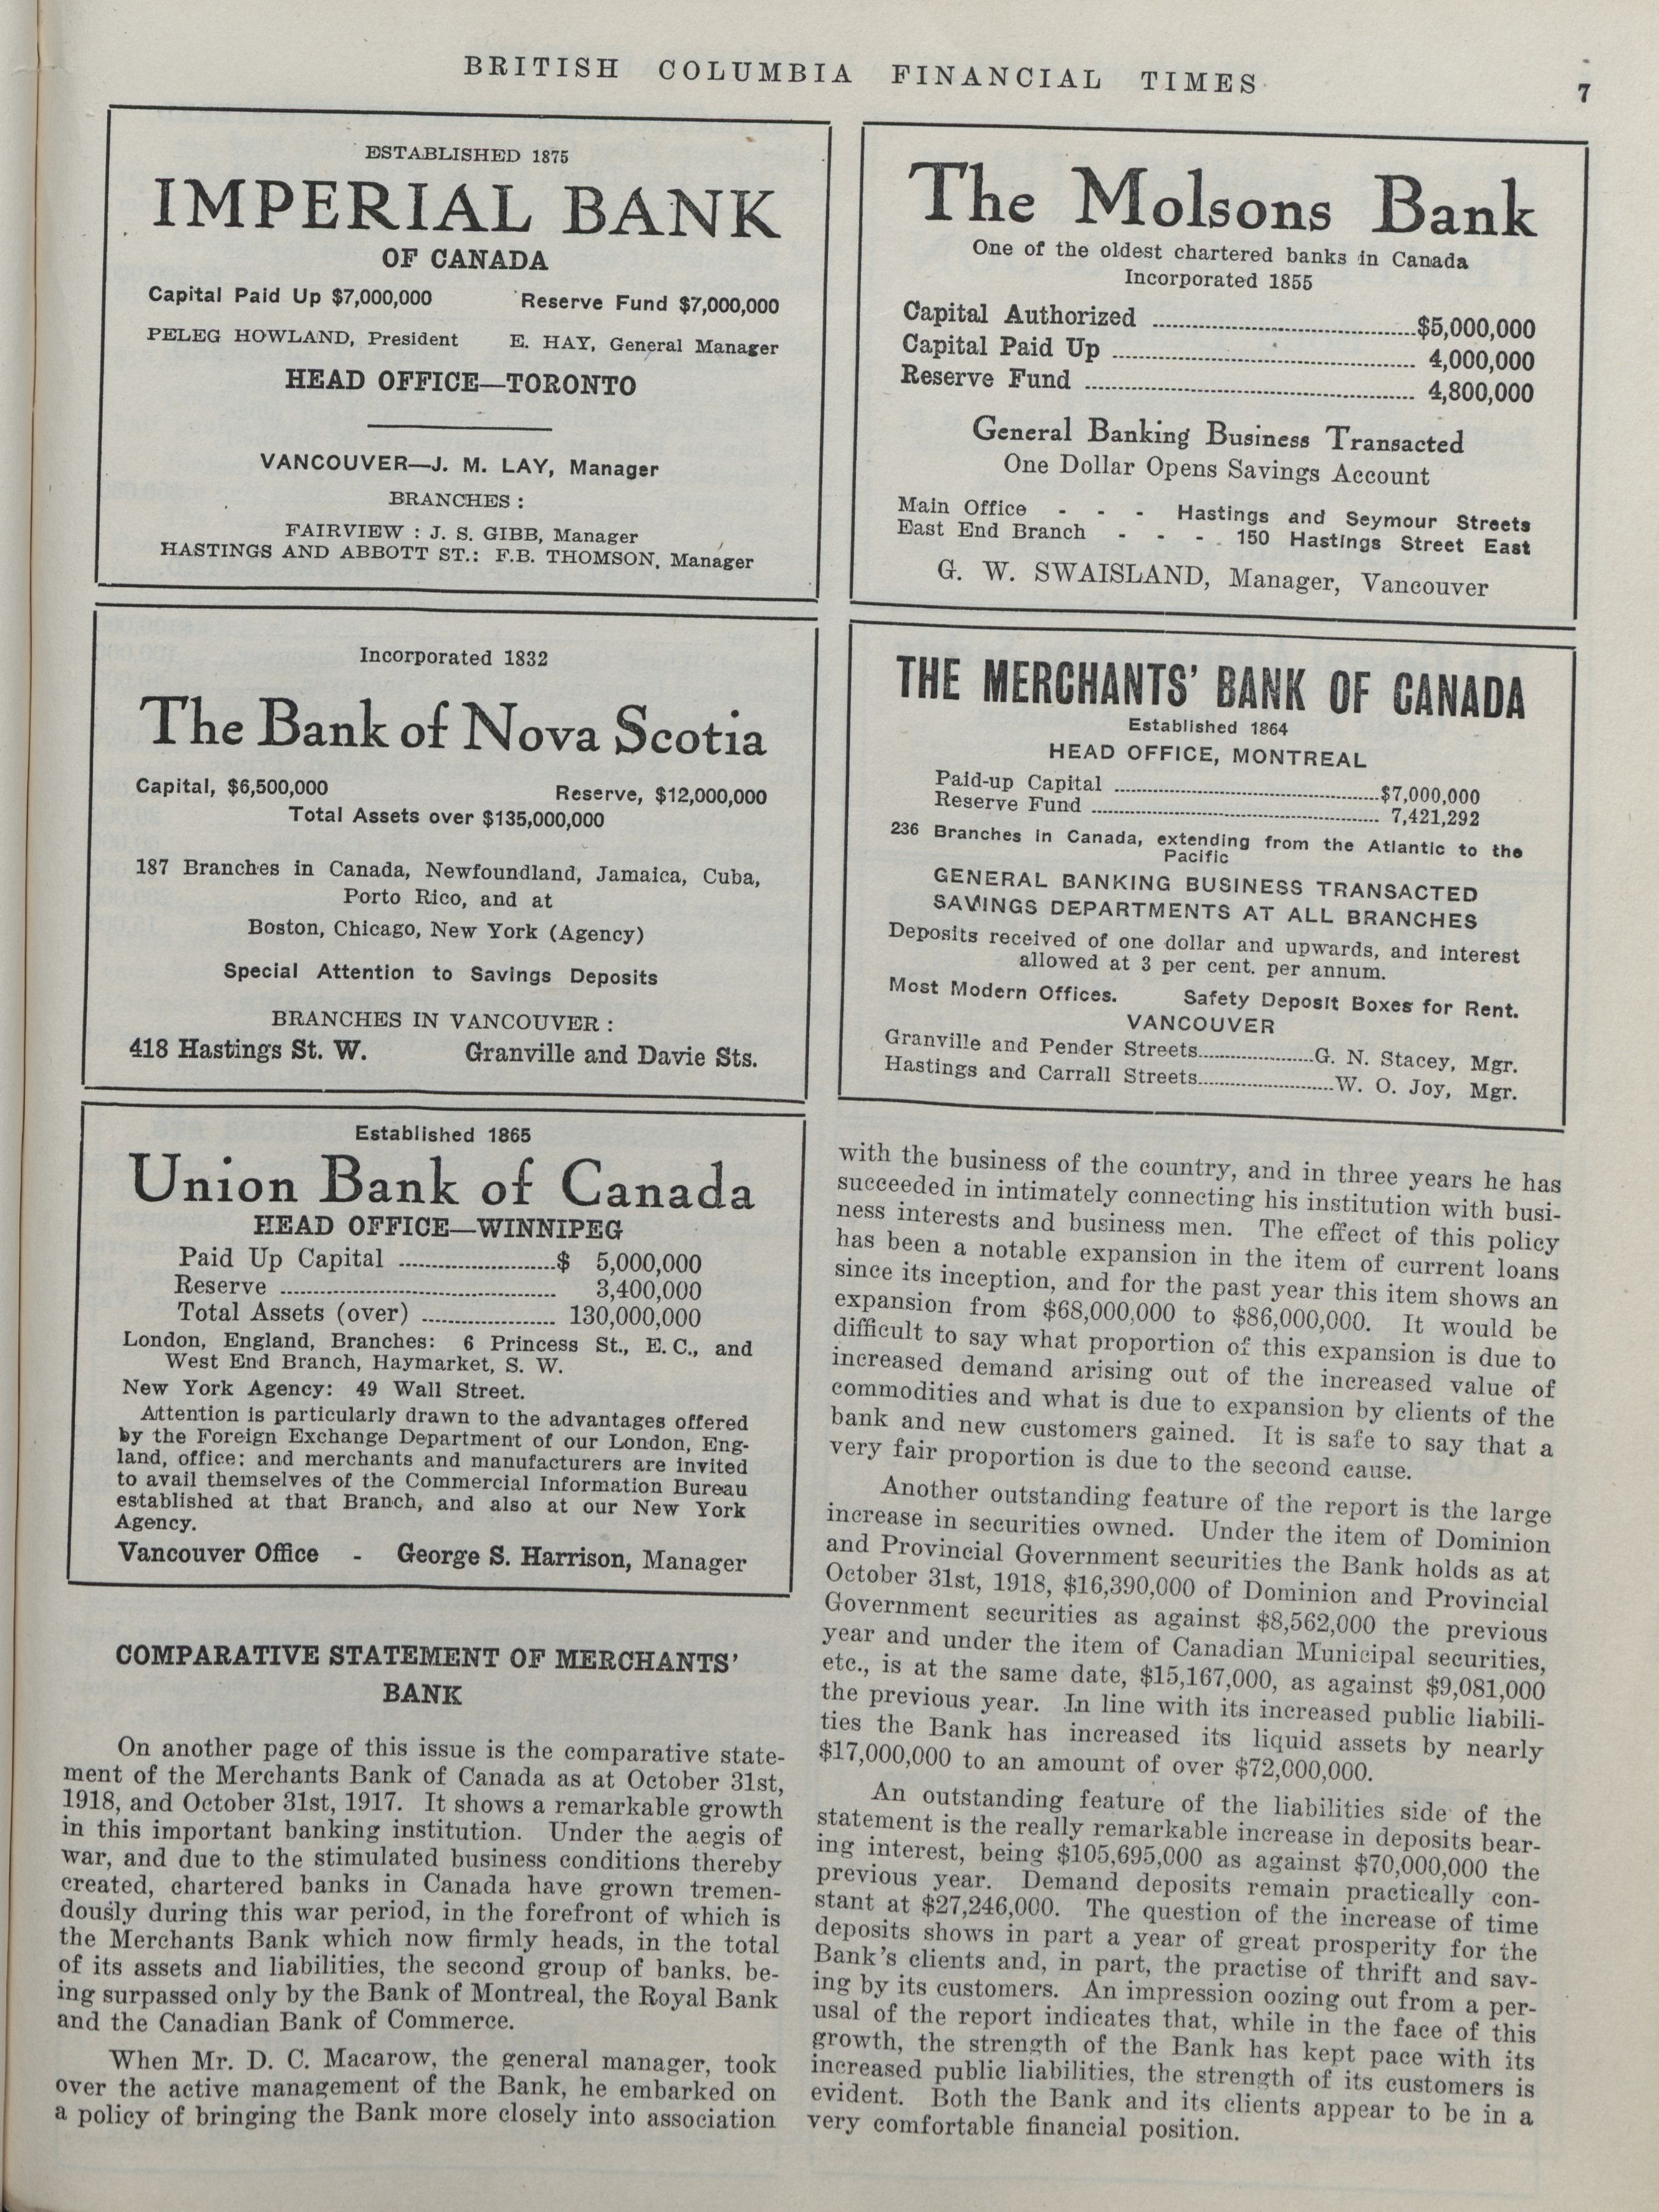 BRITISH COLUMBIA FINANCIAL TIMES
7
ESTABLISHED 1875
IMPERIAL BANK
OF CANADA
Capital Paid Up $7,000,000 Reserve Fund $7,000,000
PELEG HOWLAND, President E. HAY, General Manager
HEAD OFFICE—TORONTO
VANCOUVER—J. M. LAY, Manager
BRANCHES :
FAIRVIEW : J. S. GIBB, Manager
HASTINGS AND ABBOTT ST.: F.B. THOMSON, Manager
The Molsons Bank
One of the oldest chartered banks in Canada
Incorporated 1855
Capital Authorized ........ $5,000,000
Capital Paid Up ........ 4,000,000
Reserve Fund ........ 4,800,000
General Banking Business Transacted
One Dollar Opens Savings Account
Main Office - - - Hastings and Seymour Streets
East End Branch - - - 150 Hastings Street East
G. W. SWAISLAND, Manager, Vancouver
Incorporated 1832
The Bank of Nova Scotia
Capital, $6,500,000 Reserve, $12,000,000
Total Assets over $135,000,000
187 Branches in Canada, Newfoundland, Jamaica, Cuba,
Porto Rico, and at
Boston, Chicago, New York (Agency)
Special Attention to Savings Deposits
BRANCHES IN VANCOUVER :
418 Hastings St. W. Granville and Davie Sts.
THE MERCHANTS' BANK OF CANADA
Established 1864
HEAD OFFICE, MONTREAL
Paid-up Capital ........ $7,000,000
Reserve Fund ........ 7,421,292
236 Branches in Canada, extending from the Atlantic to the
Pacific
GENERAL BANKING BUSINESS TRANSACTED
SAVINGS DEPARTMENTS AT ALL BRANCHES
Deposits received of one dollar and upwards, and interest
allowed at 3 per cent. per annum.
Most Modern Offices. Safety Deposit Boxes for Rent.
VANCOUVER
Granville and Pender Streets........G. N. Stacey, Mgr.
Hastings and Carrall Streets........W. O. Joy, Mgr.
Established 1865
Union Bank of Canada
HEAD OFFICE—WINNIPEG
Paid Up Capital ........ $ 5,000,000
Reserve ........ 3,400,000
Total Assets (over) ........ 130,000,000
London, England, Branches: 6 Princess St., E. C., and
West End Branch, Haymarket, S. W.
New York Agency: 49 Wall Street.
Attention is particularly drawn to the advantages offered
by the Foreign Exchange Department of our London, Eng-
land, office: and merchants and manufacturers are invited
to avail themselves of the Commercial Information Bureau
established at that Branch, and also at our New York
Agency.
Vancouver Office - George S. Harrison, Manager
COMPARATIVE STATEMENT OF MERCHANTS'
BANK
On another page of this issue is the comparative state-
ment of the Merchants Bank of Canada as at October 31st,
1918, and October 31st, 1917. It shows a remarkable growth
in this important banking institution. Under the aegis of
war, and due to the stimulated business conditions thereby
created, chartered banks in Canada have grown tremen-
dously during this war period, in the forefront of which is
the Merchants Bank which now firmly heads, in the total
of its assets and liabilities, the second group of banks, be-
ing surpassed only by the Bank of Montreal, the Royal Bank
and the Canadian Bank of Commerce.
When Mr. D. C. Macarow, the general manager, took
over the active management of the Bank, he embarked on
a policy of bringing the Bank more closely into association
with the business of the country, and in three years he has
succeeded in intimately connecting his institution with busi-
ness interests and business men. The effect of this policy
has been a notable expansion in the item of current loans
since its inception, and for the past year this item shows an
expansion from $68,000,000 to $86,000,000. It would be
difficult to say what proportion of this expansion is due to
increased demand arising out of the increased value of
commodities and what is due to expansion by clients of the
bank and new customers gained. It is safe to say that a
very fair proportion is due to the second cause.
Another outstanding feature of the report is the large
increase in securities owned. Under the item of Dominion
and Provincial Government securities the Bank holds as at
October 31st, 1918, $16,390,000 of Dominion and Provincial
Government securities as against $8,562,000 the previous
year and under the item of Canadian Municipal securities,
etc., is at the same date, $15,167,000, as against $9,081,000
the previous year. In line with its increased public liabili-
ties the Bank has increased its liquid assets by nearly
$17,000,000 to an amount of over $72,000,000.
An outstanding feature of the liabilities side of the
statement is the really remarkable increase in deposits bear-
ing interest, being $105,695,000 as against $70,000,000 the
previous year. Demand deposits remain practically con-
stant at $27,246,000. The question of the increase of time
deposits shows in part a year of great prosperity for the
Bank's clients and, in part, the practise of thrift and sav-
ing by its customers. An impression oozing out from a per-
usal of the report indicates that, while in the face of this
growth, the strength of the Bank has kept pace with its
increased public liabilities, the strength of its customers is
evident. Both the Bank and its clients appear to be in a
very comfortable financial position.